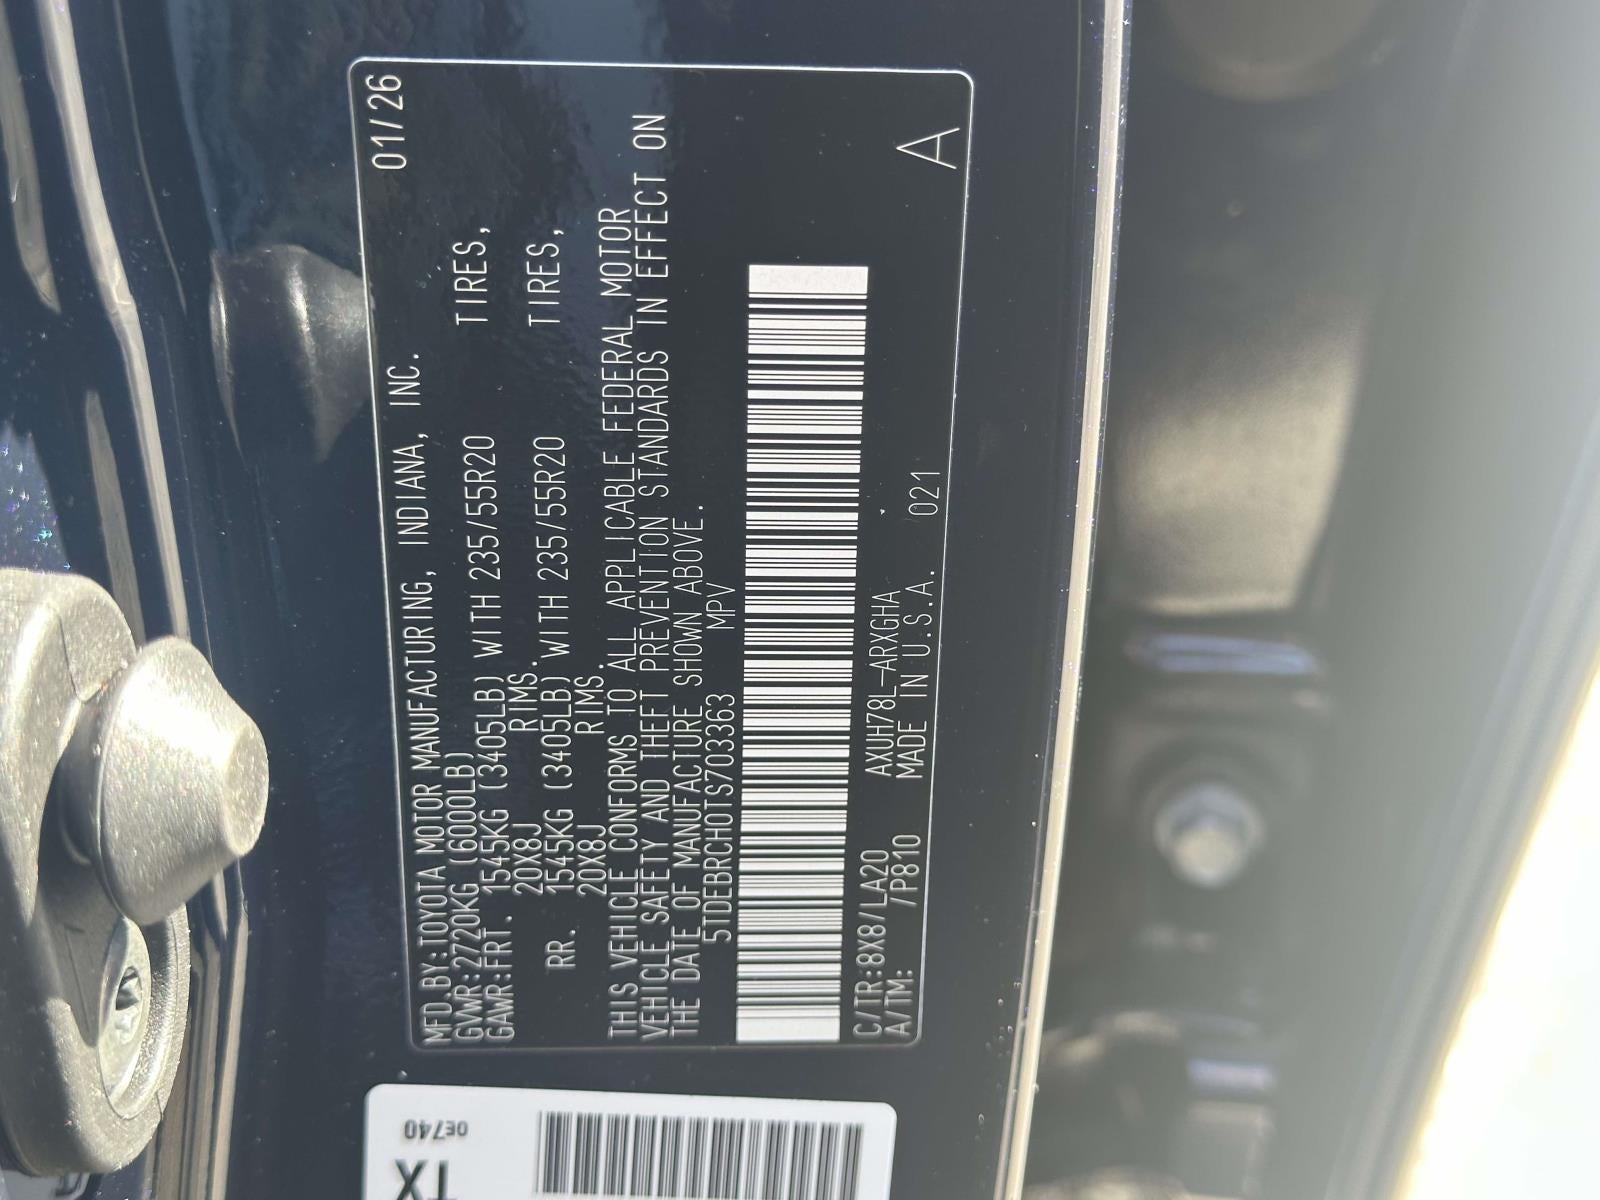 MFD.BY:TOYOTA MOTOR MANUFACTURING, INDIANA, INC. 01/26
GVWR:2720KG (6000LB)
GAWR:FRT. 1545KG (3405LB) WITH 235/55R20 TIRES,
20X8J RIMS.
RR. 1545KG (3405LB) WITH 235/55R20 TIRES,
20X8J RIMS.
THIS VEHICLE CONFORMS TO ALL APPLICABLE FEDERAL MOTOR
VEHICLE SAFETY AND THEFT PREVENTION STANDARDS IN EFFECT ON
THE DATE OF MANUFACTURE SHOWN ABOVE.
5TDEBRCH0TS703363 MPV
C/TR:8X8/LA20 AXUH78L-ARXGHA
A/TM: /P810 MADE IN U.S.A. 021 A
0E740
TX